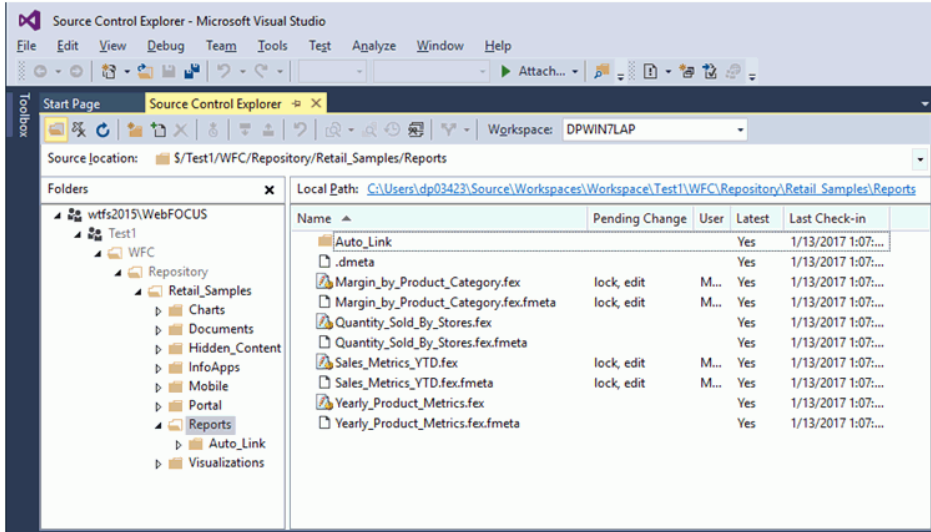 Source Control Explorer - Microsoft Visual Studio
File Edit View Debug Team Tools Test Analyze Window Help
Attach...
Toolbox
Start Page Source Control Explorer
Workspace: DPWIN7LAP
Source location: $/Test1/WFC/Repository/Retail_Samples/Reports
Folders
Local Path: C:\Users\dp03423\Source\Workspaces\Workspace\Test1\WFC\Repository\Retail_Samples\Reports
wtfs2015\WebFOCUS
Test1
WFC
Repository
Retail_Samples
Charts
Documents
Hidden_Content
InfoApps
Mobile
Portal
Reports
Auto_Link
Visualizations
Name Pending Change User Latest Last Check-in
Auto_Link Yes 1/13/2017 1:07:...
.dmeta Yes 1/13/2017 1:07:...
Margin_by_Product_Category.fex lock, edit M... Yes 1/13/2017 1:07:...
Margin_by_Product_Category.fex.fmeta lock, edit M... Yes 1/13/2017 1:07:...
Quantity_Sold_By_Stores.fex Yes 1/13/2017 1:07:...
Quantity_Sold_By_Stores.fex.fmeta Yes 1/13/2017 1:07:...
Sales_Metrics_YTD.fex lock, edit M... Yes 1/13/2017 1:07:...
Sales_Metrics_YTD.fex.fmeta lock, edit M... Yes 1/13/2017 1:07:...
Yearly_Product_Metrics.fex Yes 1/13/2017 1:07:...
Yearly_Product_Metrics.fex.fmeta Yes 1/13/2017 1:07:...